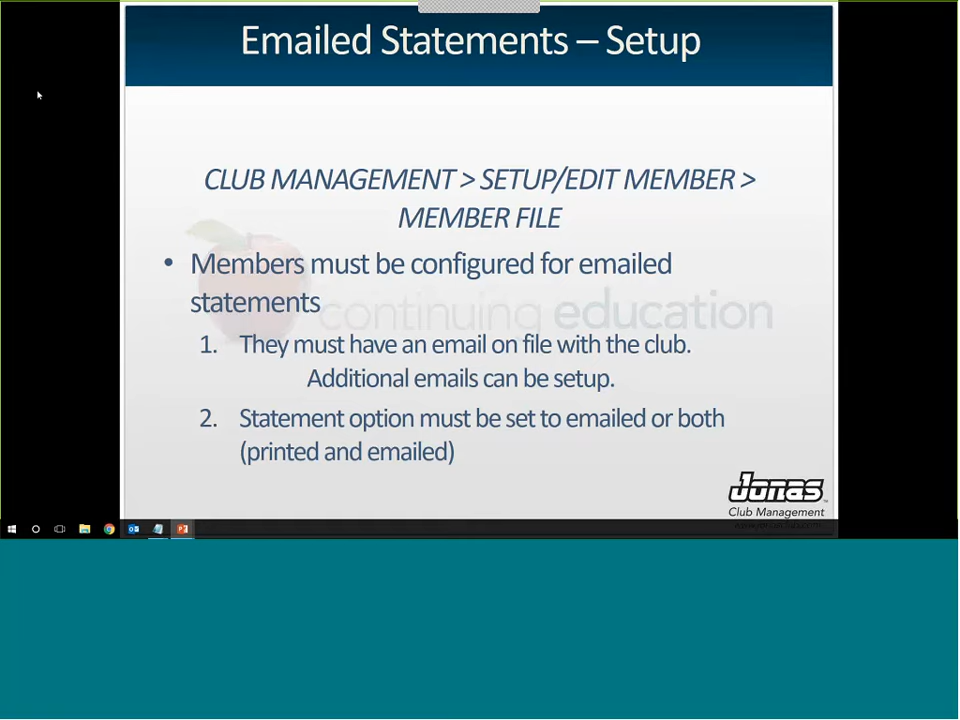 Emailed Statements – Setup
CLUB MANAGEMENT > SETUP/EDIT MEMBER >
MEMBER FILE
• Members must be configured for emailed
statements
continuing education
1. They must have an email on file with the club.
Additional emails can be setup.
2. Statement option must be set to emailed or both
(printed and emailed)
Jonas
Club Management